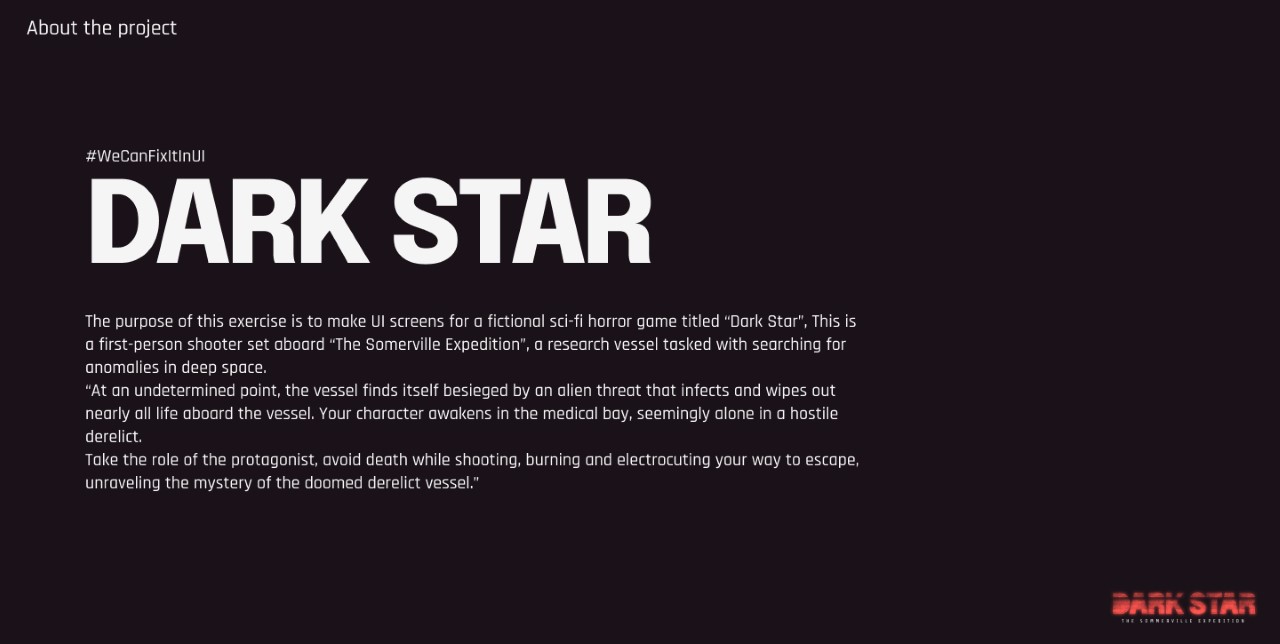 About the project
#WeCanFixItInUI
DARK STAR
The purpose of this exercise is to make UI screens for a fictional sci-fi horror game titled “Dark Star”, This is
a first-person shooter set aboard “The Somerville Expedition”, a research vessel tasked with searching for
anomalies in deep space.
“At an undetermined point, the vessel finds itself besieged by an alien threat that infects and wipes out
nearly all life aboard the vessel. Your character awakens in the medical bay, seemingly alone in a hostile
derelict.
Take the role of the protagonist, avoid death while shooting, burning and electrocuting your way to escape,
unraveling the mystery of the doomed derelict vessel.”
DARK STAR
THE SOMMERVILLE EXPEDITION